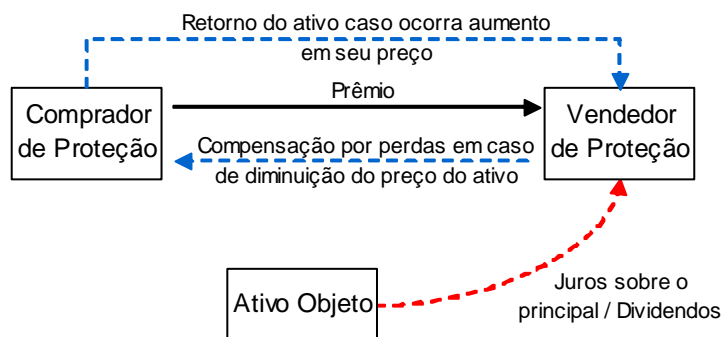 Retorno do ativo caso ocorra aumento
em seu preço
Prêmio
Comprador
de Proteção
Vendedor
de Proteção
Compensação por perdas em caso
de diminuição do preço do ativo
Ativo Objeto
Juros sobre o
principal / Dividendos